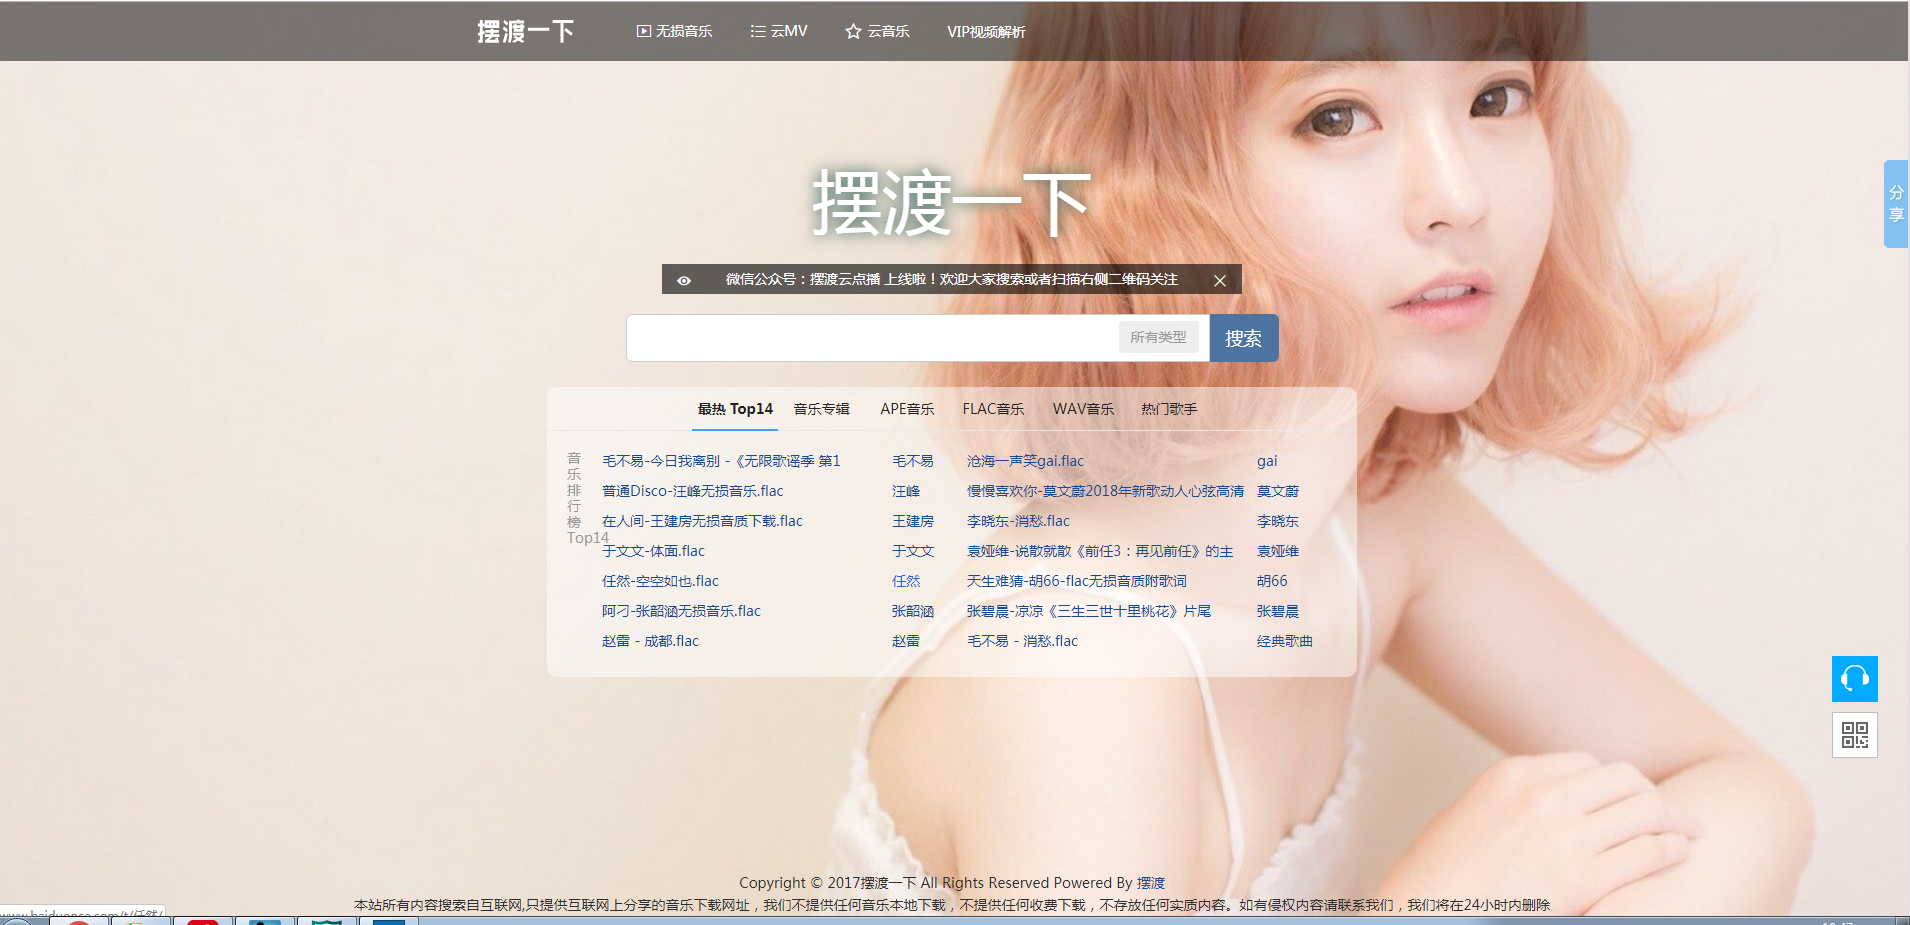 摆渡一下 无损音乐 云MV 云音乐 VIP视频解析
分享
摆渡一下
微信公众号：摆渡云点播 上线啦！欢迎大家搜索或者扫描右侧二维码关注
所有类型 搜索
最热 Top14 音乐专辑 APE音乐 FLAC音乐 WAV音乐 热门歌手
音乐排行榜Top14
毛不易-今日我离别 -《无限歌谣季 第1 毛不易 沧海一声笑gai.flac gai
普通Disco-汪峰无损音乐.flac 汪峰 慢慢喜欢你-莫文蔚2018年新歌动人心弦高清 莫文蔚
在人间-王建房无损音质下载.flac 王建房 李晓东-消愁.flac 李晓东
于文文-体面.flac 于文文 袁娅维-说散就散《前任3：再见前任》的主 袁娅维
任然-空空如也.flac 任然 天生难猜-胡66-flac无损音质附歌词 胡66
阿刁-张韶涵无损音乐.flac 张韶涵 张碧晨-凉凉《三生三世十里桃花》片尾 张碧晨
赵雷 - 成都.flac 赵雷 毛不易 - 消愁.flac 经典歌曲
Copyright © 2017摆渡一下 All Rights Reserved Powered By 摆渡
本站所有内容搜索自互联网,只提供互联网上分享的音乐下载网址，我们不提供任何音乐本地下载，不提供任何收费下载，不存放任何实质内容。如有侵权内容请联系我们，我们将在24小时内删除